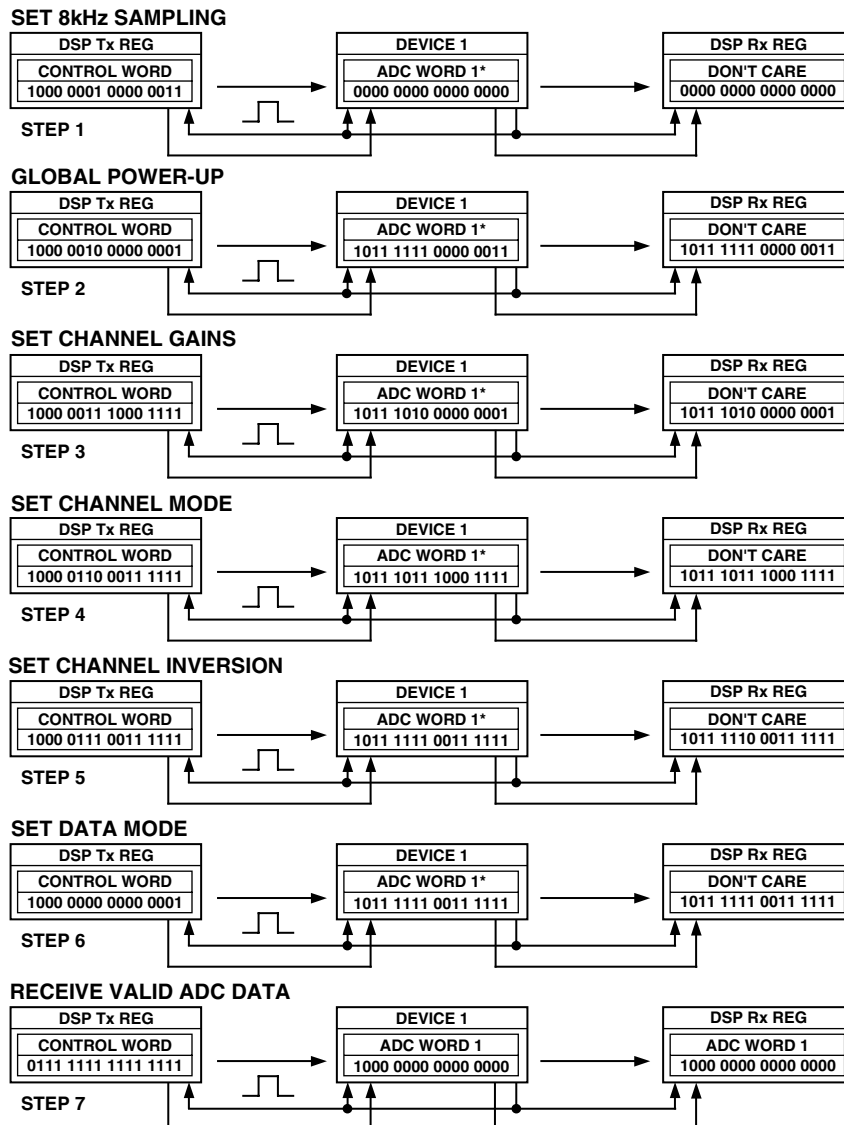 SET 8kHz SAMPLING
DSP Tx REG DEVICE 1 DSP Rx REG
CONTROL WORD ADC WORD 1* DON'T CARE
1000 0001 0000 0011 0000 0000 0000 0000 0000 0000 0000 0000
STEP 1
GLOBAL POWER-UP
DSP Tx REG DEVICE 1 DSP Rx REG
CONTROL WORD ADC WORD 1* DON'T CARE
1000 0010 0000 0001 1011 1111 0000 0011 1011 1111 0000 0011
STEP 2
SET CHANNEL GAINS
DSP Tx REG DEVICE 1 DSP Rx REG
CONTROL WORD ADC WORD 1* DON'T CARE
1000 0011 1000 1111 1011 1010 0000 0001 1011 1010 0000 0001
STEP 3
SET CHANNEL MODE
DSP Tx REG DEVICE 1 DSP Rx REG
CONTROL WORD ADC WORD 1* DON'T CARE
1000 0110 0011 1111 1011 1011 1000 1111 1011 1011 1000 1111
STEP 4
SET CHANNEL INVERSION
DSP Tx REG DEVICE 1 DSP Rx REG
CONTROL WORD ADC WORD 1* DON'T CARE
1000 0111 0011 1111 1011 1111 0011 1111 1011 1110 0011 1111
STEP 5
SET DATA MODE
DSP Tx REG DEVICE 1 DSP Rx REG
CONTROL WORD ADC WORD 1* DON'T CARE
1000 0000 0000 0001 1011 1111 0011 1111 1011 1111 0011 1111
STEP 6
RECEIVE VALID ADC DATA
DSP Tx REG DEVICE 1 DSP Rx REG
CONTROL WORD ADC WORD 1 ADC WORD 1
0111 1111 1111 1111 1000 0000 0000 0000 1000 0000 0000 0000
STEP 7